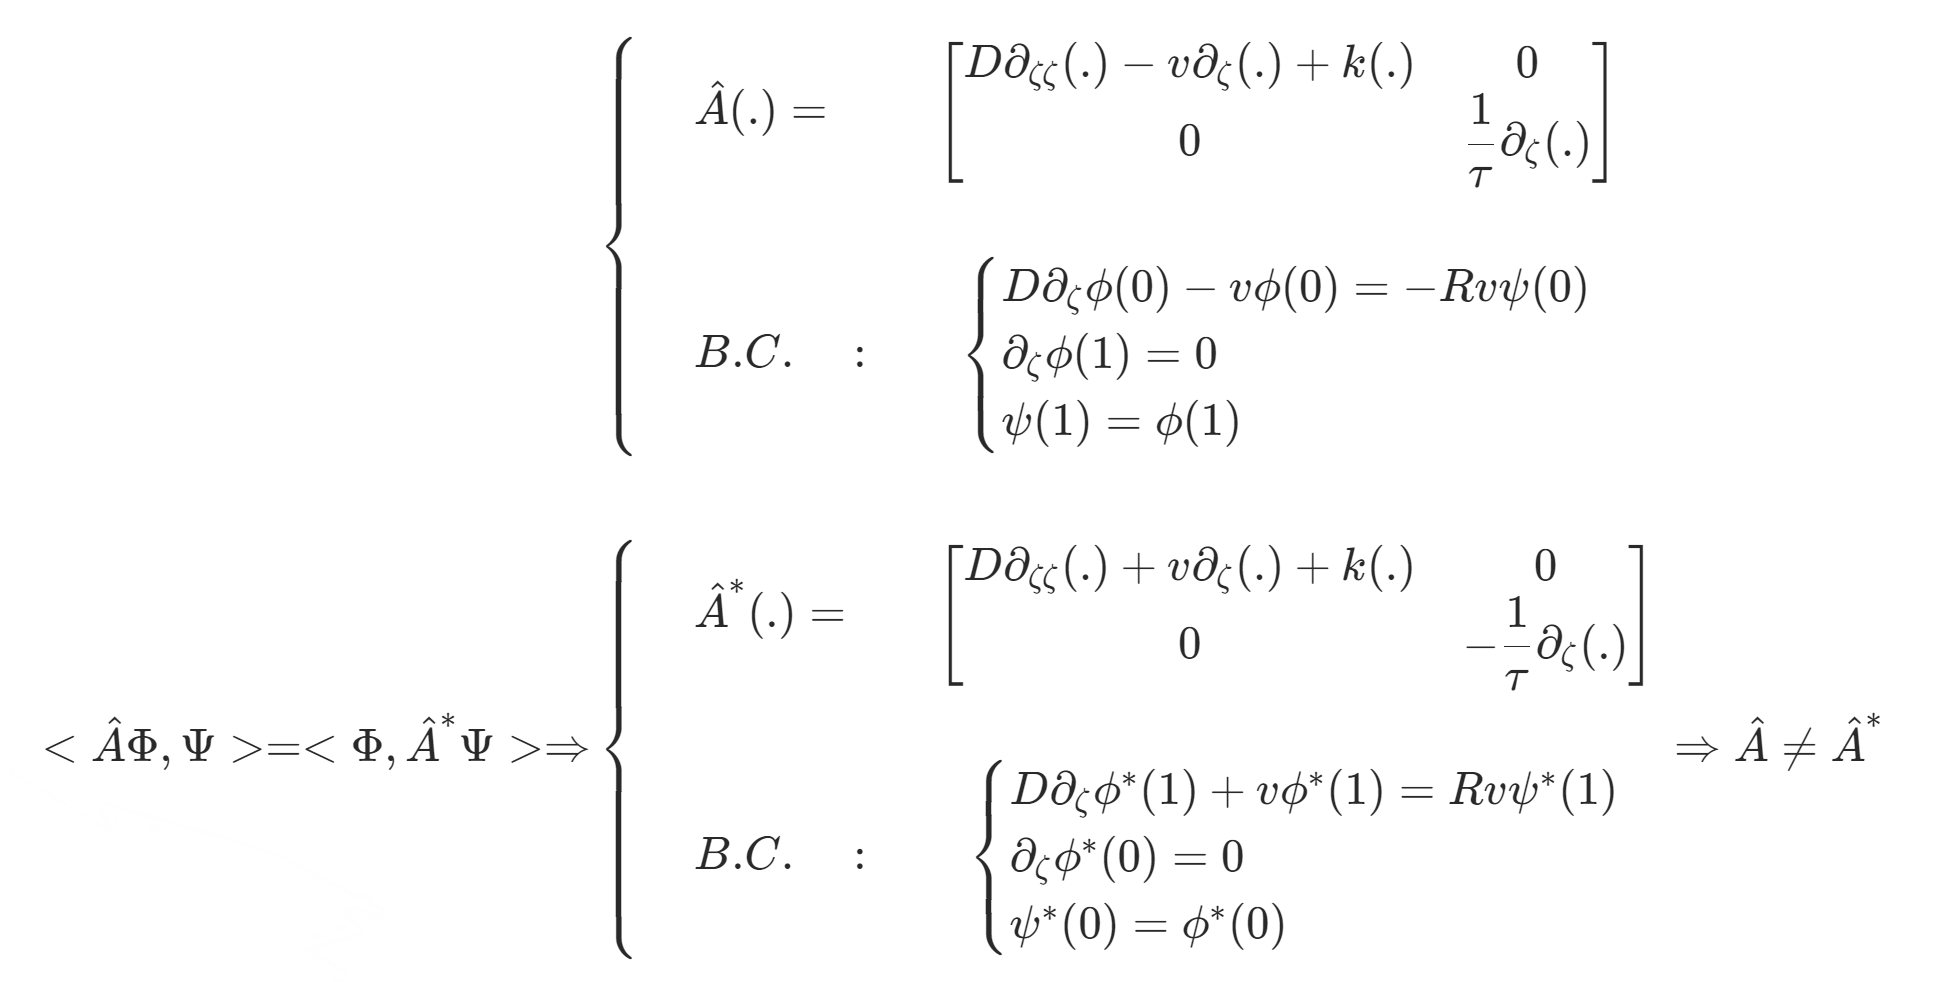 Â(.) = [ D∂_ζζ(.) − v∂_ζ(.) + k(.)   0
0   1/τ ∂_ζ(.) ]
B.C. : { D∂_ζϕ(0) − vϕ(0) = −Rvψ(0)
∂_ζϕ(1) = 0
ψ(1) = ϕ(1)
< ÂΦ, Ψ >=< Φ, Â*Ψ >⇒ { Â*(.) = [ D∂_ζζ(.) + v∂_ζ(.) + k(.)   0
0   −1/τ ∂_ζ(.) ]
B.C. : { D∂_ζϕ*(1) + vϕ*(1) = Rvψ*(1)
∂_ζϕ*(0) = 0
ψ*(0) = ϕ*(0)
⇒ Â ≠ Â*